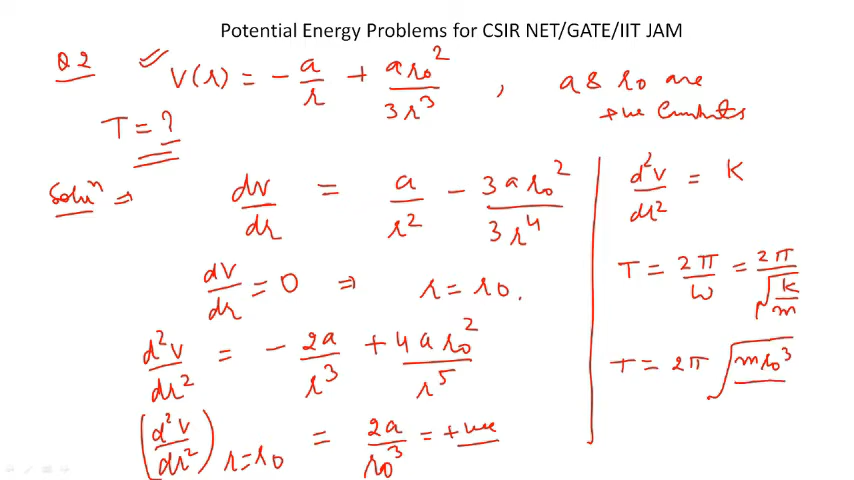 Potential Energy Problems for CSIR NET/GATE/IIT JAM
Q2 ✓ V(r) = - a/r + a r₀²/3r³ , a & r₀ are
+ve Constants
T = ?
Soluⁿ ⇒ dv/dr = a/r² - 3a r₀²/3r⁴
dv/dr = 0 ⇒ r = r₀.
d²v/dr² = - 2a/r³ + 4a r₀²/r⁵
(d²v/dr²) r=r₀ = 2a/r₀³ = +ve
d²v/dr² = K
T = 2π/ω = 2π/√(k/m)
T = 2π √(m r₀³)